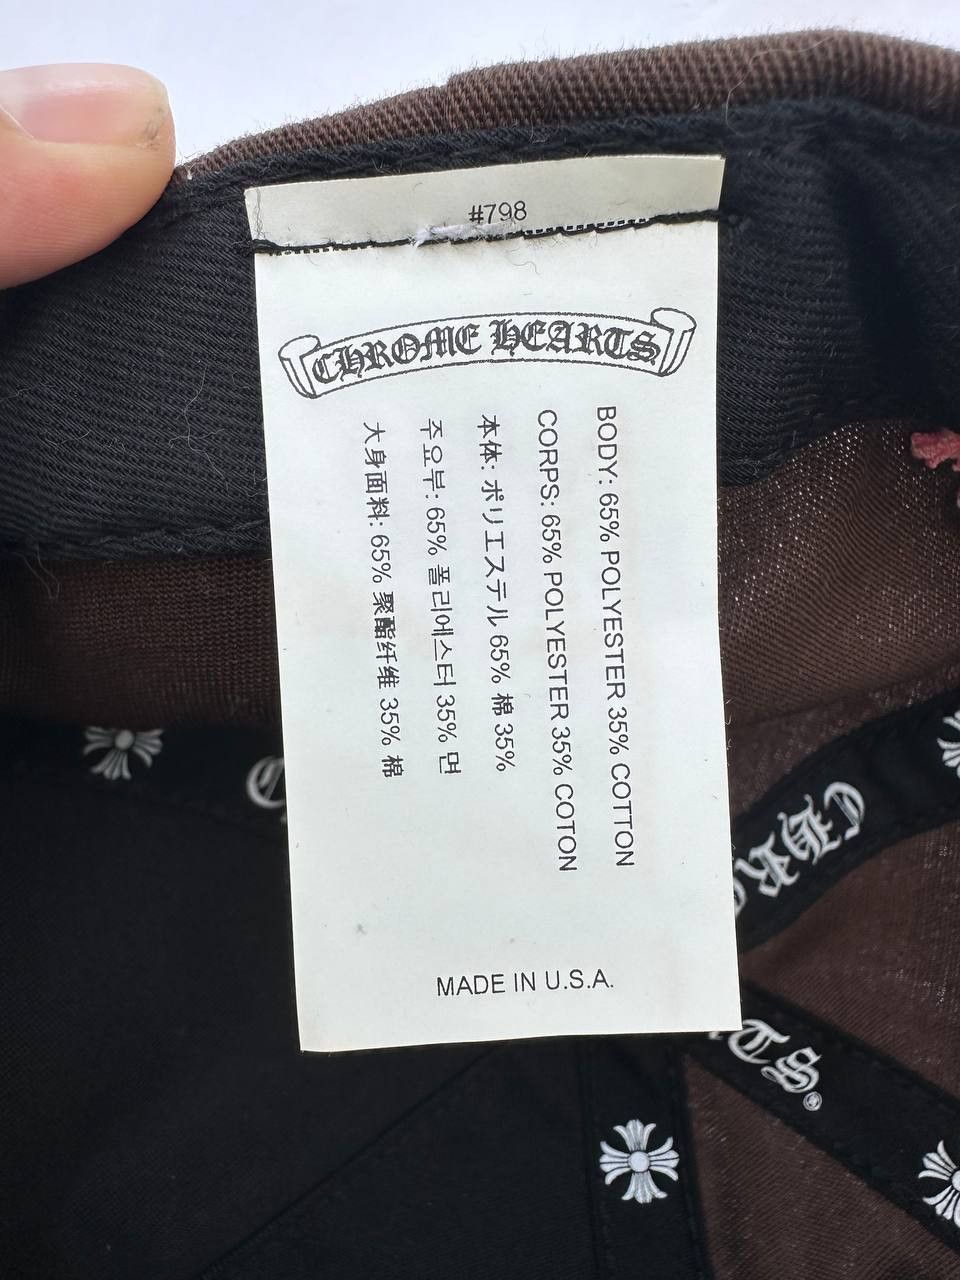 #798
CHROME HEARTS
BODY: 65% POLYESTER 35% COTTON
CORPS: 65% POLYESTER 35% COTON
本体: ポリエステル 65% 棉 35%
주요부: 65% 폴리에스터 35% 면
大身面料: 65% 聚酯纤维 35% 棉
MADE IN U.S.A.
C
CHRO
RTS®